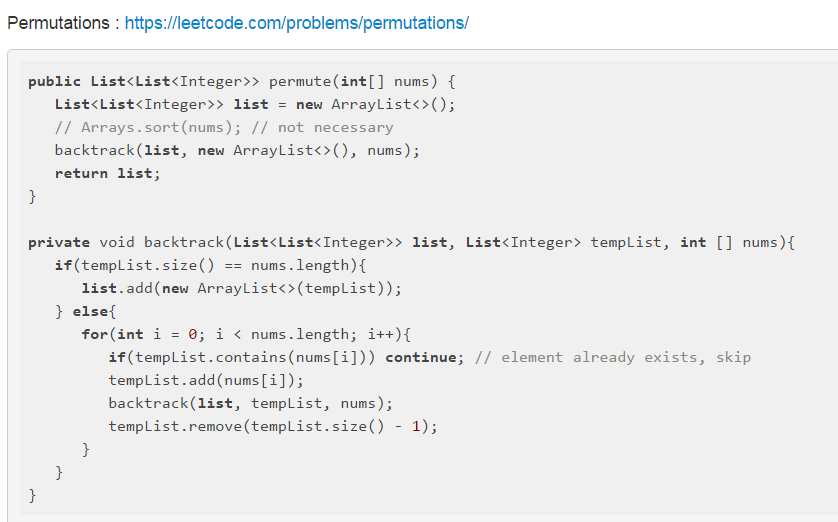 Permutations : https://leetcode.com/problems/permutations/
public List<List<Integer>> permute(int[] nums) {
   List<List<Integer>> list = new ArrayList<>();
   // Arrays.sort(nums); // not necessary
   backtrack(list, new ArrayList<>(), nums);
   return list;
}

private void backtrack(List<List<Integer>> list, List<Integer> tempList, int [] nums){
   if(tempList.size() == nums.length){
      list.add(new ArrayList<>(tempList));
   } else{
      for(int i = 0; i < nums.length; i++){
         if(tempList.contains(nums[i])) continue; // element already exists, skip
         tempList.add(nums[i]);
         backtrack(list, tempList, nums);
         tempList.remove(tempList.size() - 1);
      }
   }
}